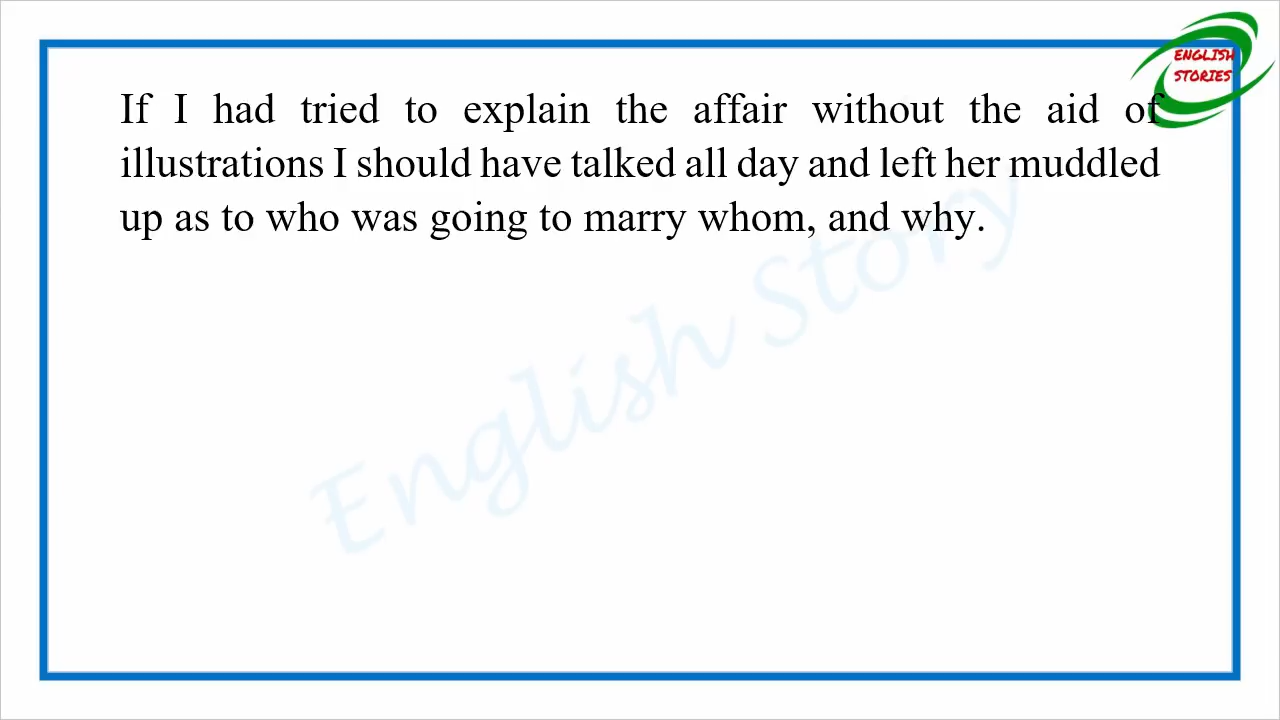 ENGLISH
STORIES
If I had tried to explain the affair without the aid of
illustrations I should have talked all day and left her muddled
up as to who was going to marry whom, and why.
English Story